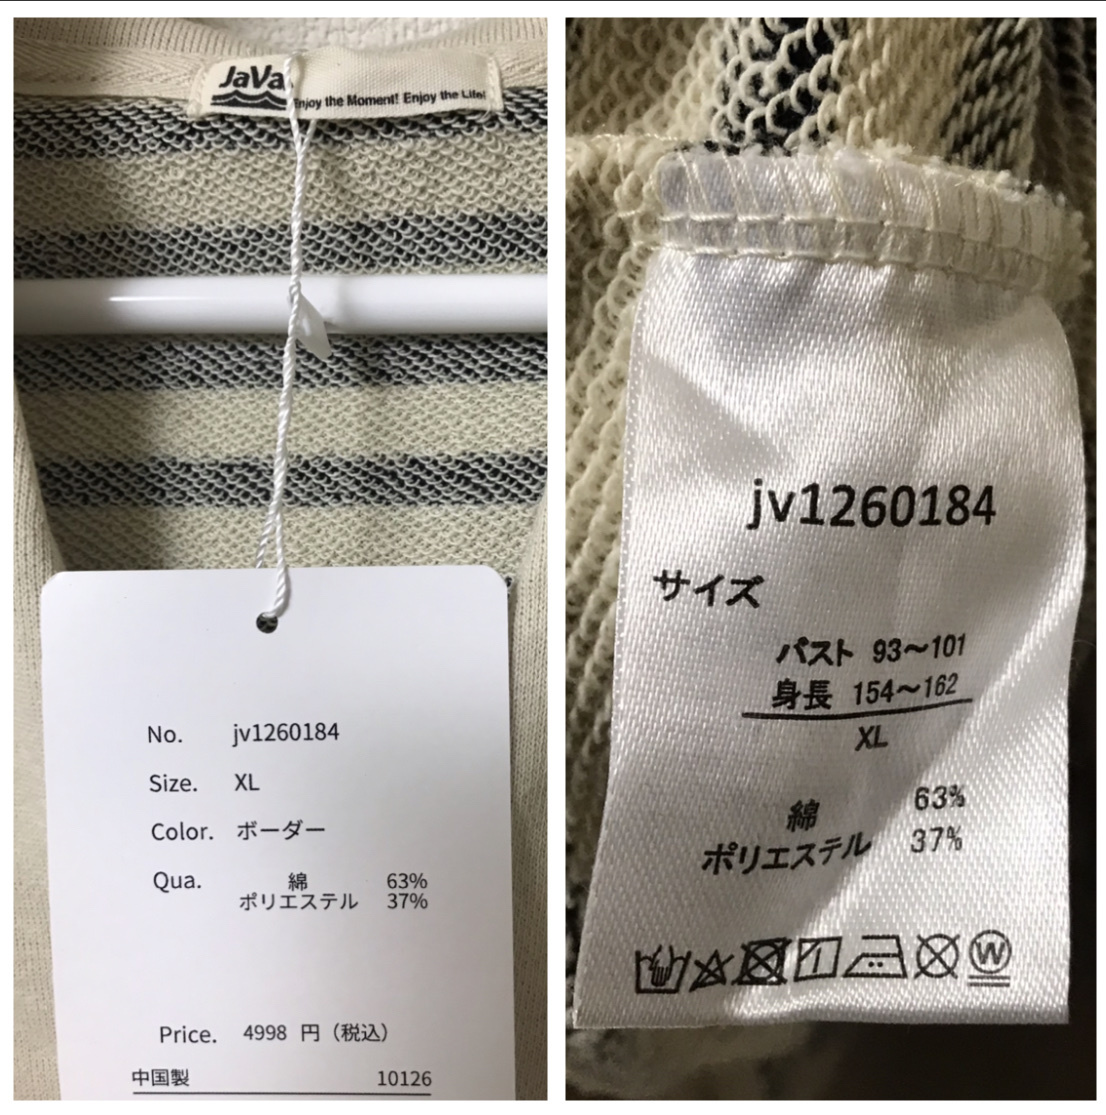 JaVa
Enjoy the Moment! Enjoy the Life!
No. jv1260184
Size. XL
Color. ボーダー
Qua. 綿 63%
ポリエステル 37%
Price. 4998 円（税込）
中国製 10126
jv1260184
サイズ
バスト 93～101
身長 154～162
XL
綿 63%
ポリエステル 37%
W